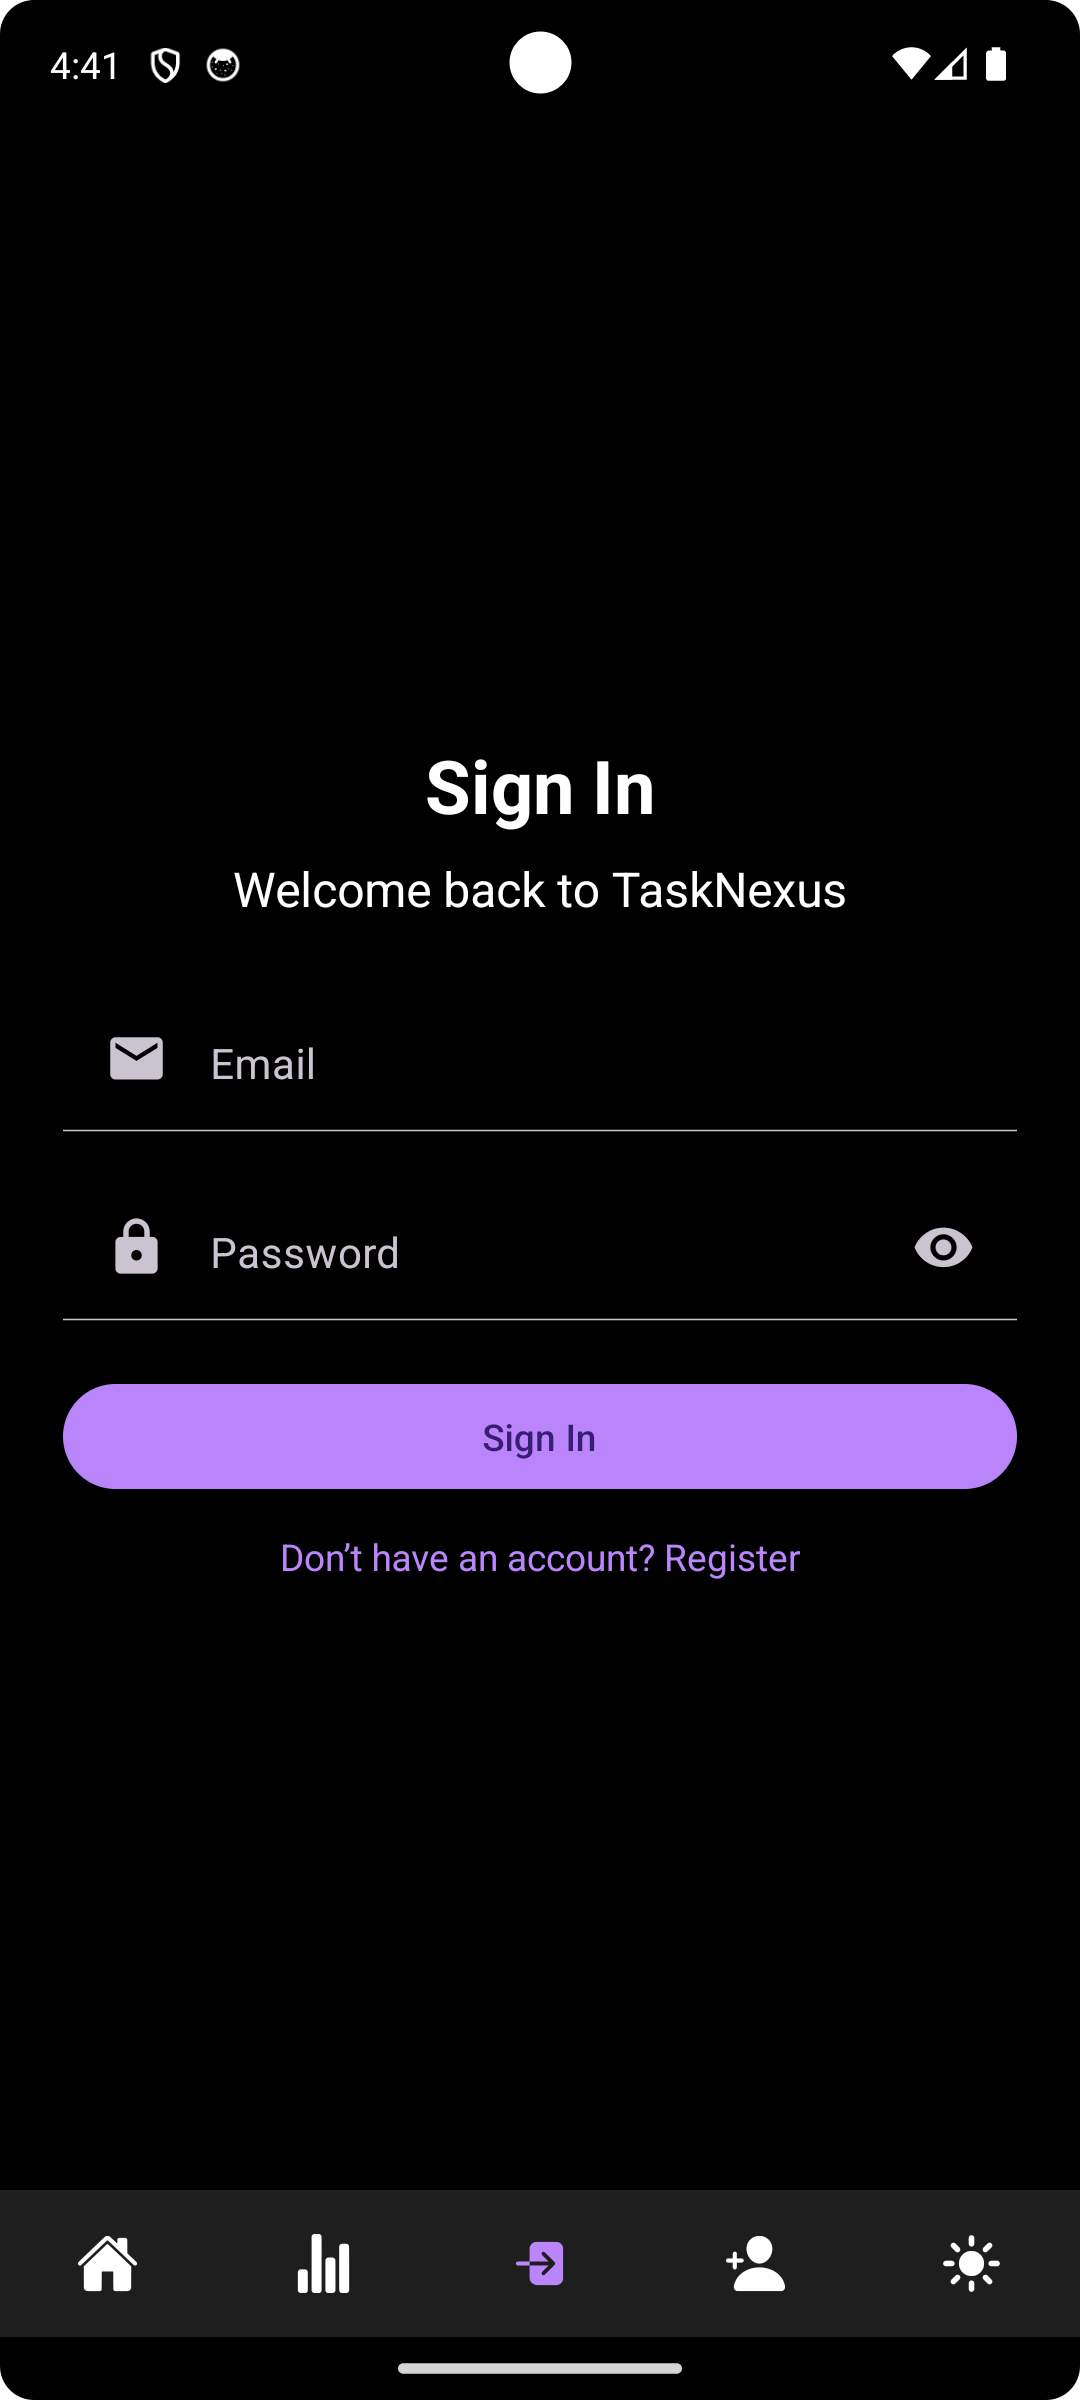 4:41
Sign In
Welcome back to TaskNexus
Email
Password
Sign In
Don’t have an account? Register